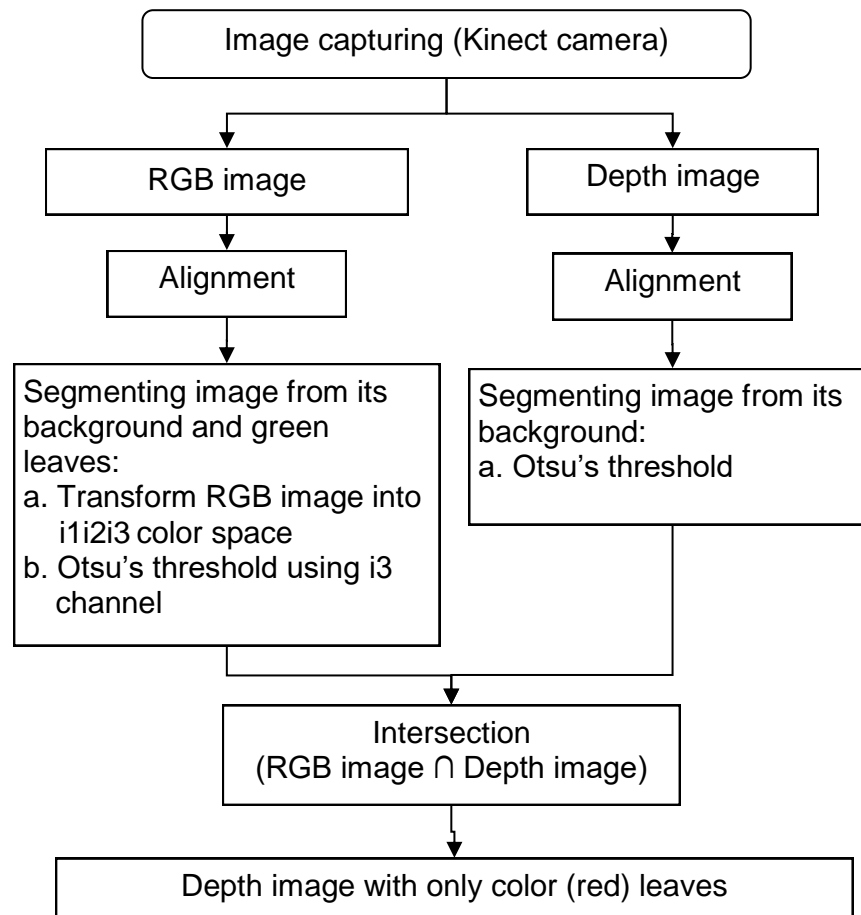 Image capturing (Kinect camera)
RGB image
Depth image
Alignment
Alignment
Segmenting image from its
background and green
leaves:
a. Transform RGB image into
i1i2i3 color space
b. Otsu’s threshold using i3
channel
Segmenting image from its
background:
a. Otsu’s threshold
Intersection
(RGB image ∩ Depth image)
Depth image with only color (red) leaves